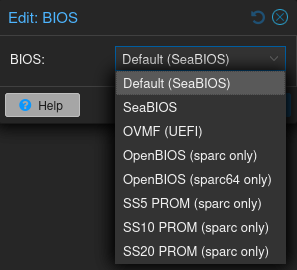 Edit: BIOS
BIOS:
Default (SeaBIOS)
Default (SeaBIOS)
SeaBIOS
OVMF (UEFI)
OpenBIOS (sparc only)
OpenBIOS (sparc64 only)
SS5 PROM (sparc only)
SS10 PROM (sparc only)
SS20 PROM (sparc only)
Help